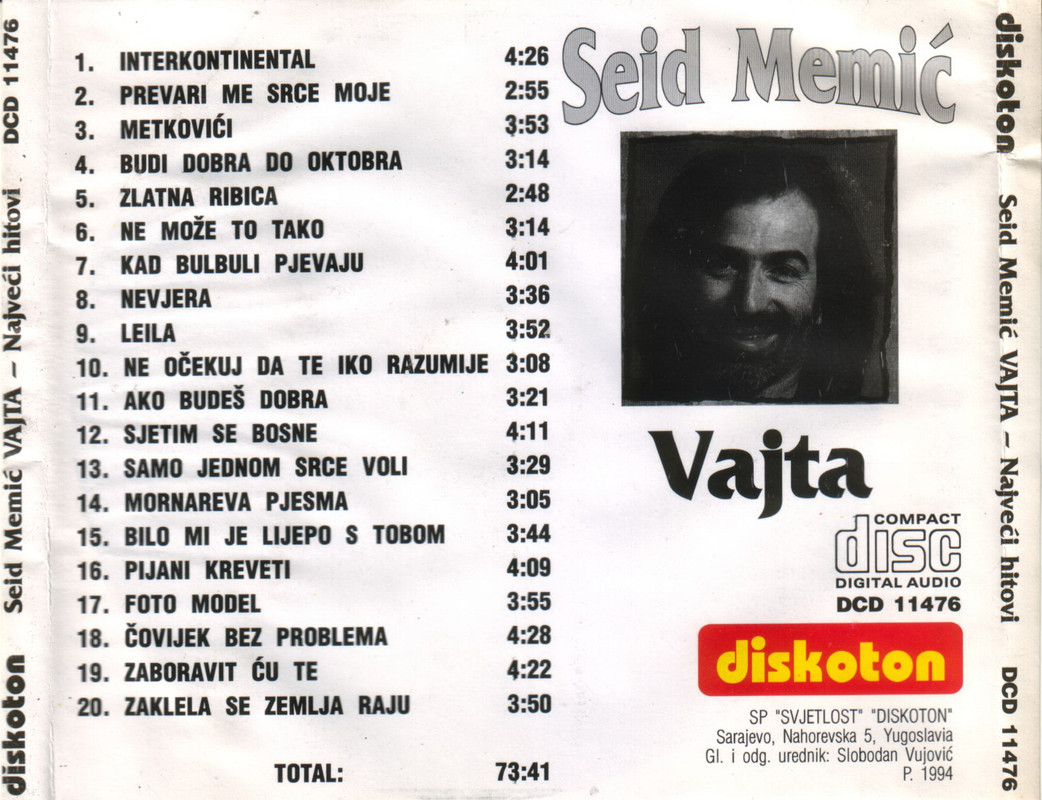 diskoton Seid Memić VAJTA – Najveći hitovi DCD 11476
1. INTERKONTINENTAL 4:26
2. PREVARI ME SRCE MOJE 2:55
3. METKOVIĆI 3:53
4. BUDI DOBRA DO OKTOBRA 3:14
5. ZLATNA RIBICA 2:48
6. NE MOŽE TO TAKO 3:14
7. KAD BULBULI PJEVAJU 4:01
8. NEVJERA 3:36
9. LEILA 3:52
10. NE OČEKUJ DA TE IKO RAZUMIJE 3:08
11. AKO BUDEŠ DOBRA 3:21
12. SJETIM SE BOSNE 4:11
13. SAMO JEDNOM SRCE VOLI 3:29
14. MORNAREVA PJESMA 3:05
15. BILO MI JE LIJEPO S TOBOM 3:44
16. PIJANI KREVETI 4:09
17. FOTO MODEL 3:55
18. ČOVIJEK BEZ PROBLEMA 4:28
19. ZABORAVIT ĆU TE 4:22
20. ZAKLELA SE ZEMLJA RAJU 3:50
TOTAL: 73:41
Seid Memić
Vajta
COMPACT
disc
DIGITAL AUDIO
DCD 11476
diskoton
SP "SVJETLOST" "DISKOTON"
Sarajevo, Nahorevska 5, Yugoslavia
Gl. i odg. urednik: Slobodan Vujović
P. 1994
diskoton Seid Memić VAJTA – Najveći hitovi DCD 11476